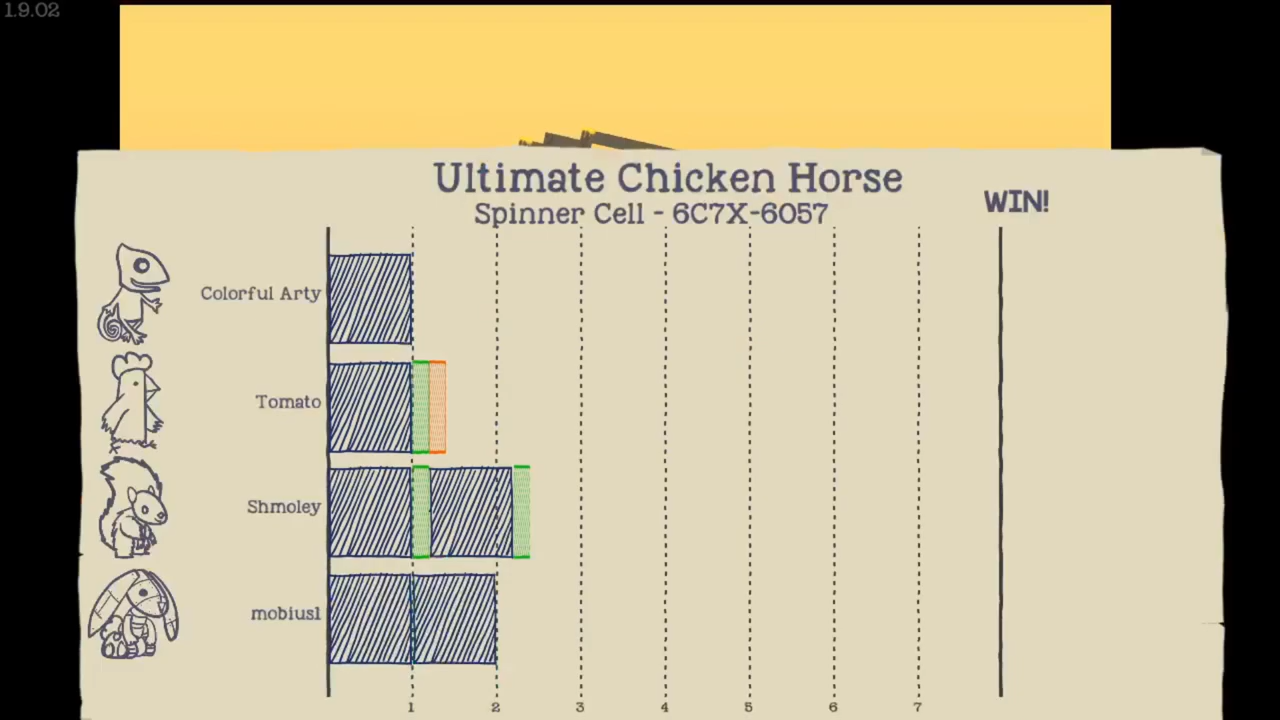 1.9.02
Ultimate Chicken Horse
Spinner Cell - 6C7X-6057
WIN!
Colorful Arty
Tomato
Shmoley
mobius1
1 2 3 4 5 6 7